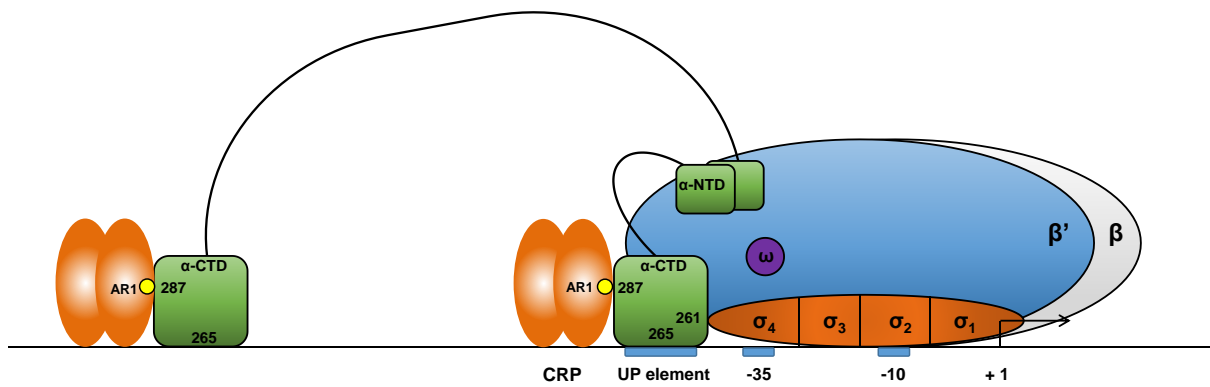 α-NTD
β’
β
ω
α-CTD
AR1
287
265
α-CTD
AR1
287
261
265
σ4
σ3
σ2
σ1
CRP
UP element
-35
-10
+ 1